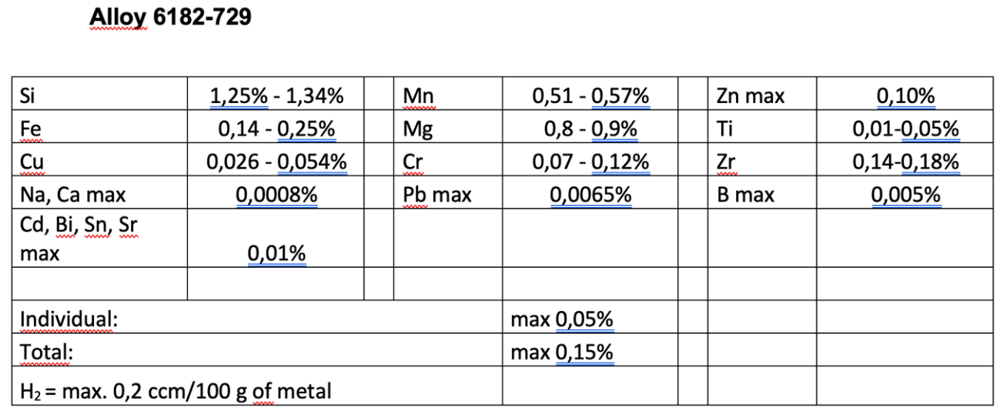 Alloy 6182-729
Si 1,25% - 1,34% Mn 0,51 - 0,57% Zn max 0,10%
Fe 0,14 - 0,25% Mg 0,8 - 0,9% Ti 0,01-0,05%
Cu 0,026 - 0,054% Cr 0,07 - 0,12% Zr 0,14-0,18%
Na, Ca max 0,0008% Pb max 0,0065% B max 0,005%
Cd, Bi, Sn, Sr
max 0,01%
Individual: max 0,05%
Total: max 0,15%
H₂ = max. 0,2 ccm/100 g of metal